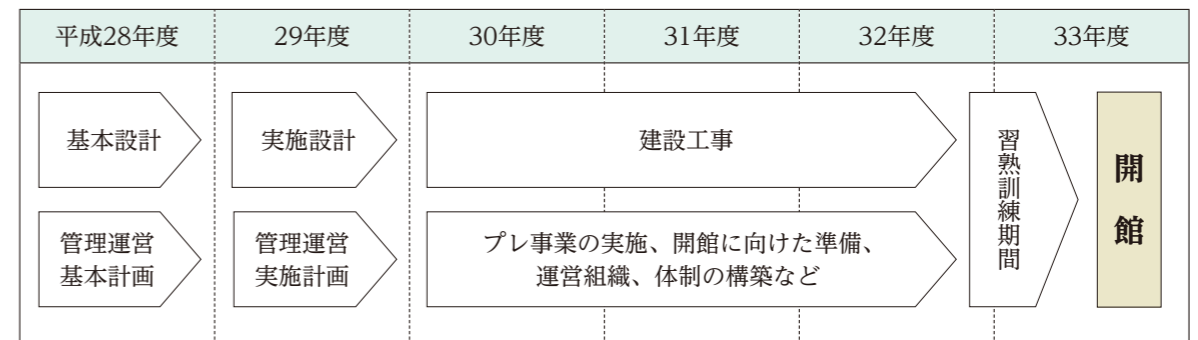 平成28年度 29年度 30年度 31年度 32年度 33年度
基本設計
実施設計
建設工事
管理運営
基本計画
管理運営
実施計画
プレ事業の実施、開館に向けた準備、
運営組織、体制の構築など
習熟訓練期間
開館